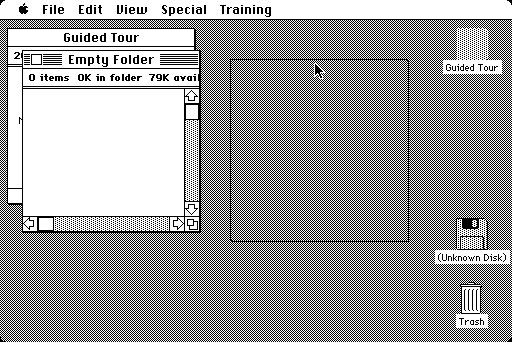 File Edit View Special Training
Guided Tour
2
Empty Folder
0 items 0K in folder 79K avai
Guided Tour
(Unknown Disk)
Trash